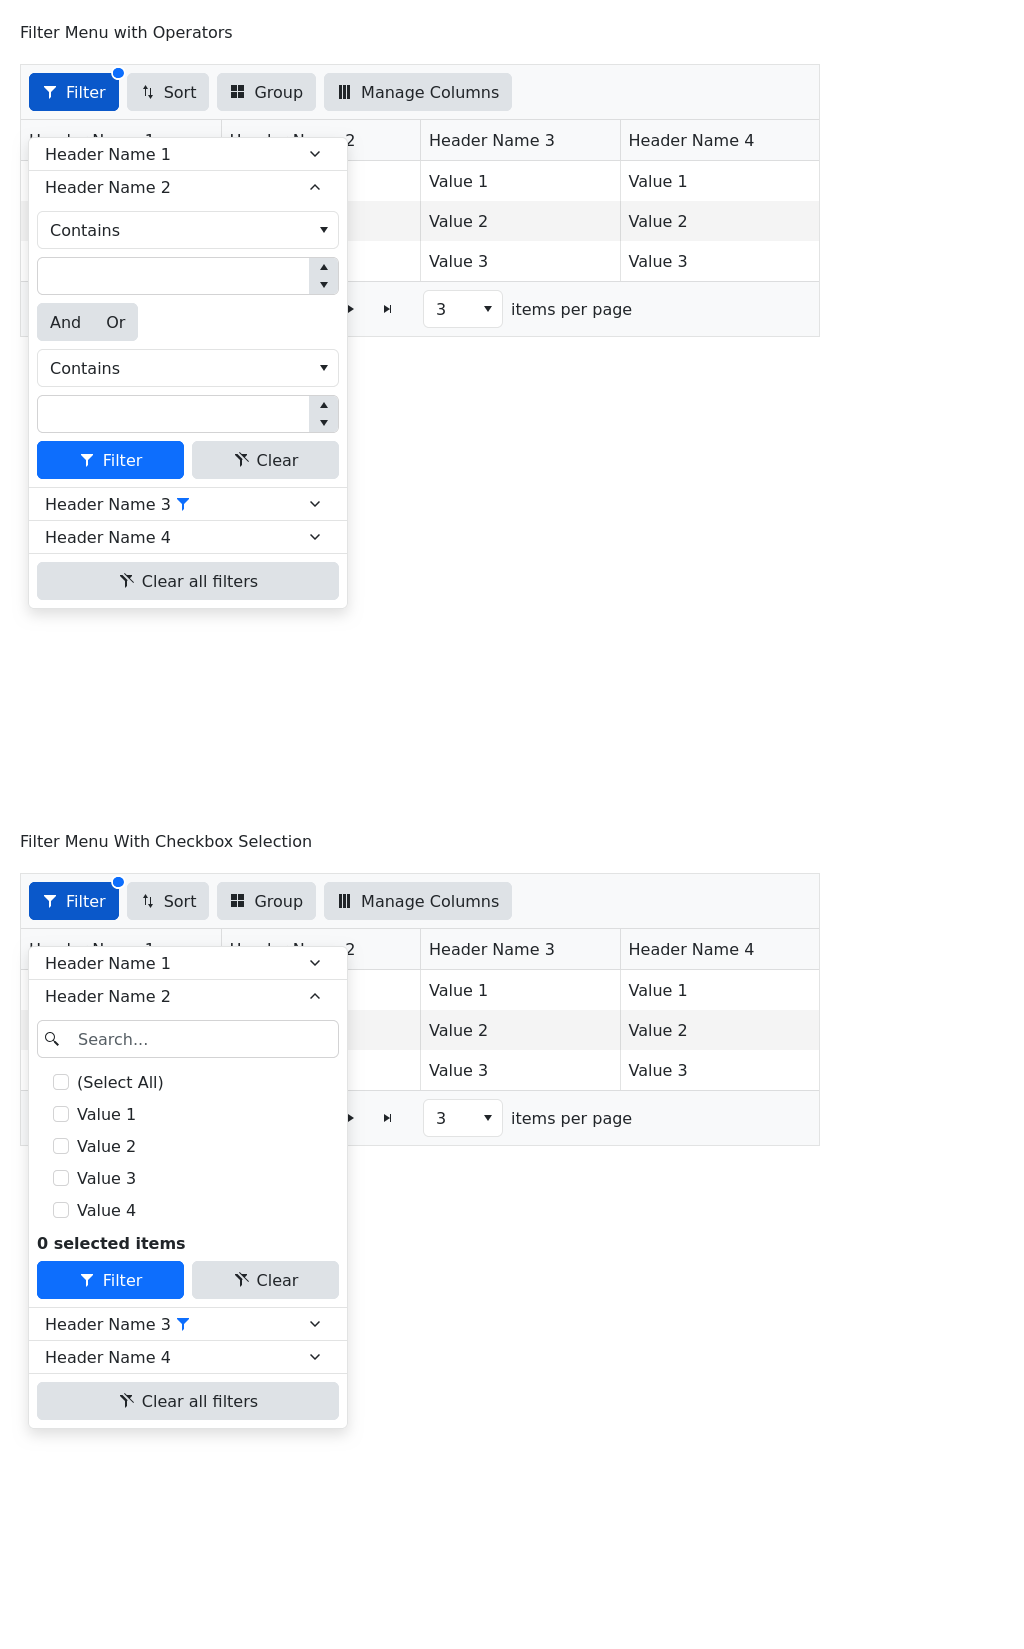 Filter Menu with Operators
Filter Sort Group Manage Columns
2 Header Name 3 Header Name 4
Header Name 1
Value 1 Value 1
Header Name 2
Value 2 Value 2
Contains
Value 3 Value 3
3 items per page
And Or
Contains
Filter Clear
Header Name 3
Header Name 4
Clear all filters
Filter Menu With Checkbox Selection
Filter Sort Group Manage Columns
2 Header Name 3 Header Name 4
Header Name 1
Value 1 Value 1
Header Name 2
Value 2 Value 2
Search...
Value 3 Value 3
(Select All)
Value 1
3 items per page
Value 2
Value 3
Value 4
0 selected items
Filter Clear
Header Name 3
Header Name 4
Clear all filters